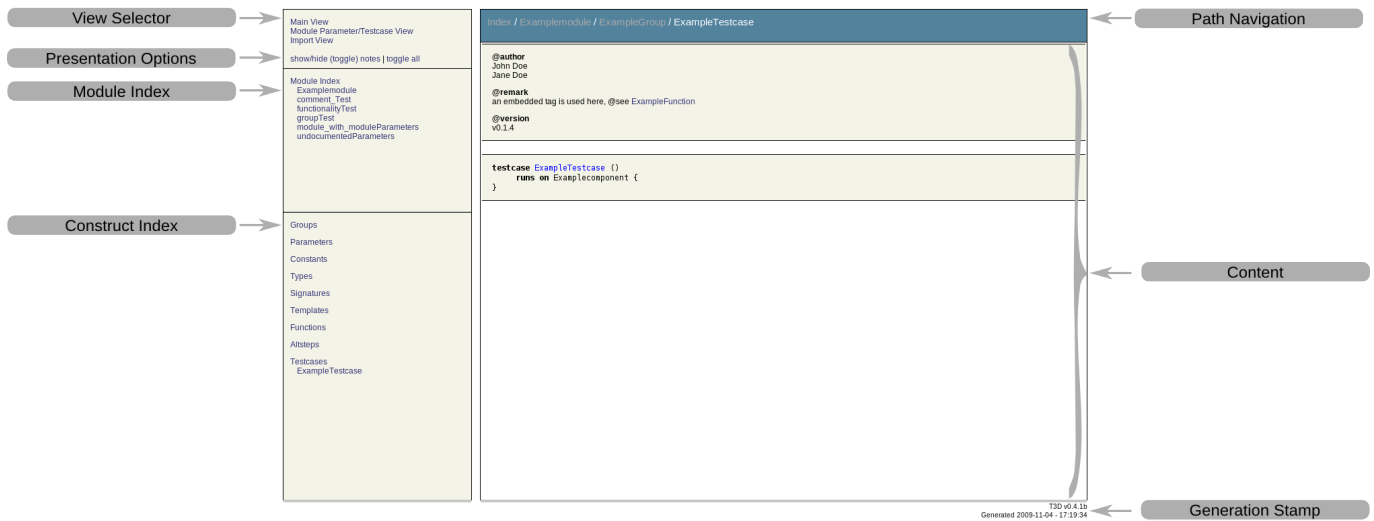 View Selector
Presentation Options
Module Index
Construct Index
Main View
Module Parameter/Testcase View
Import View
show/hide (toggle) notes | toggle all
Module Index
Examplemodule
comment_Test
functionalityTest
groupTest
module_with_moduleParameters
undocumentedParameters
Groups
Parameters
Constants
Types
Signatures
Templates
Functions
Altsteps
Testcases
ExampleTestcase
Index / Examplemodule / ExampleGroup / ExampleTestcase
@author
John Doe
Jane Doe
@remark
an embedded tag is used here, @see ExampleFunction
@version
v0.1.4
testcase ExampleTestcase ()
runs on Examplecomponent {
}
T3D v0.4.1b
Generated 2009-11-04 - 17:19:34
Path Navigation
Content
Generation Stamp